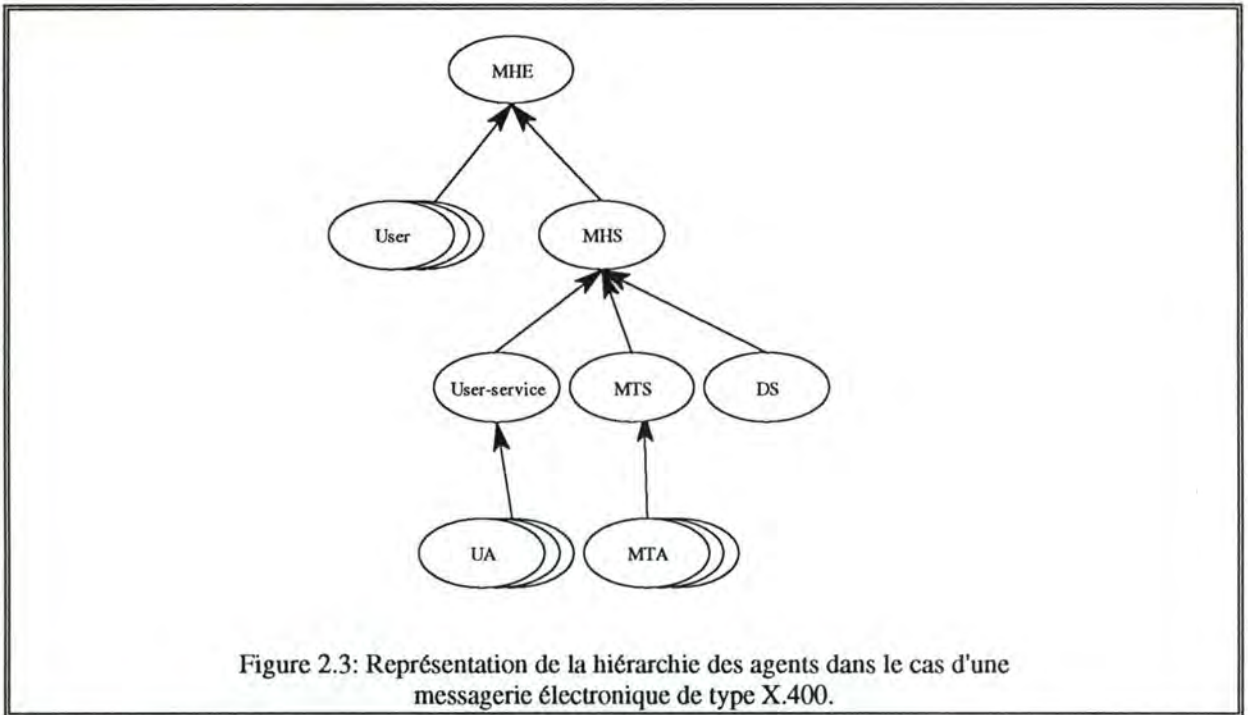 MHE
User
MHS
User-service
MTS
DS
UA
MTA
Figure 2.3: Représentation de la hiérarchie des agents dans le cas d'une
messagerie électronique de type X.400.